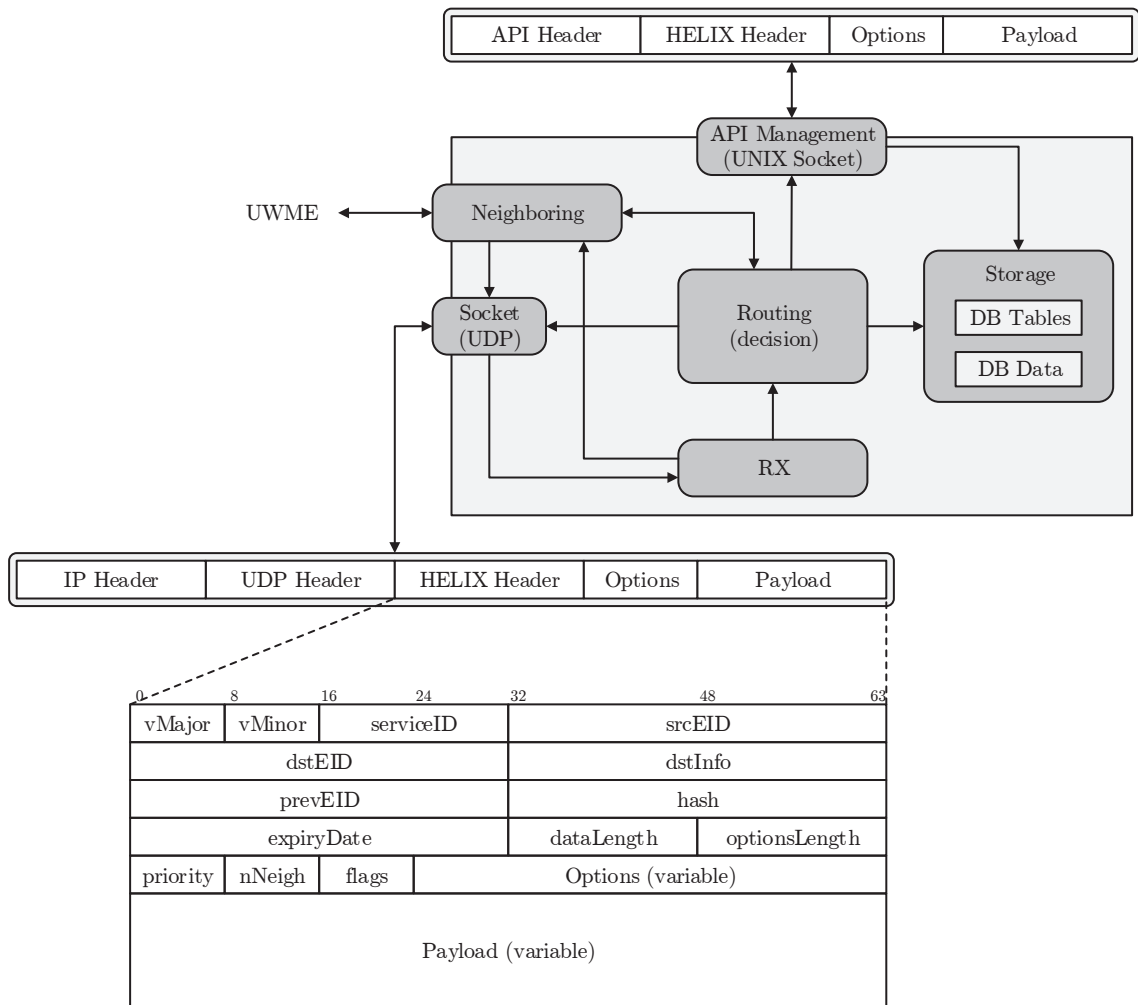 API Header HELIX Header Options Payload
API Management
(UNIX Socket)
UWME
Neighboring
Storage
Socket
(UDP)
Routing
(decision)
DB Tables
DB Data
RX
IP Header UDP Header HELIX Header Options Payload
0 8 16 24 32 48 63
vMajor vMinor serviceID srcEID
dstEID dstInfo
prevEID hash
expiryDate dataLength optionsLength
priority nNeigh flags Options (variable)
Payload (variable)